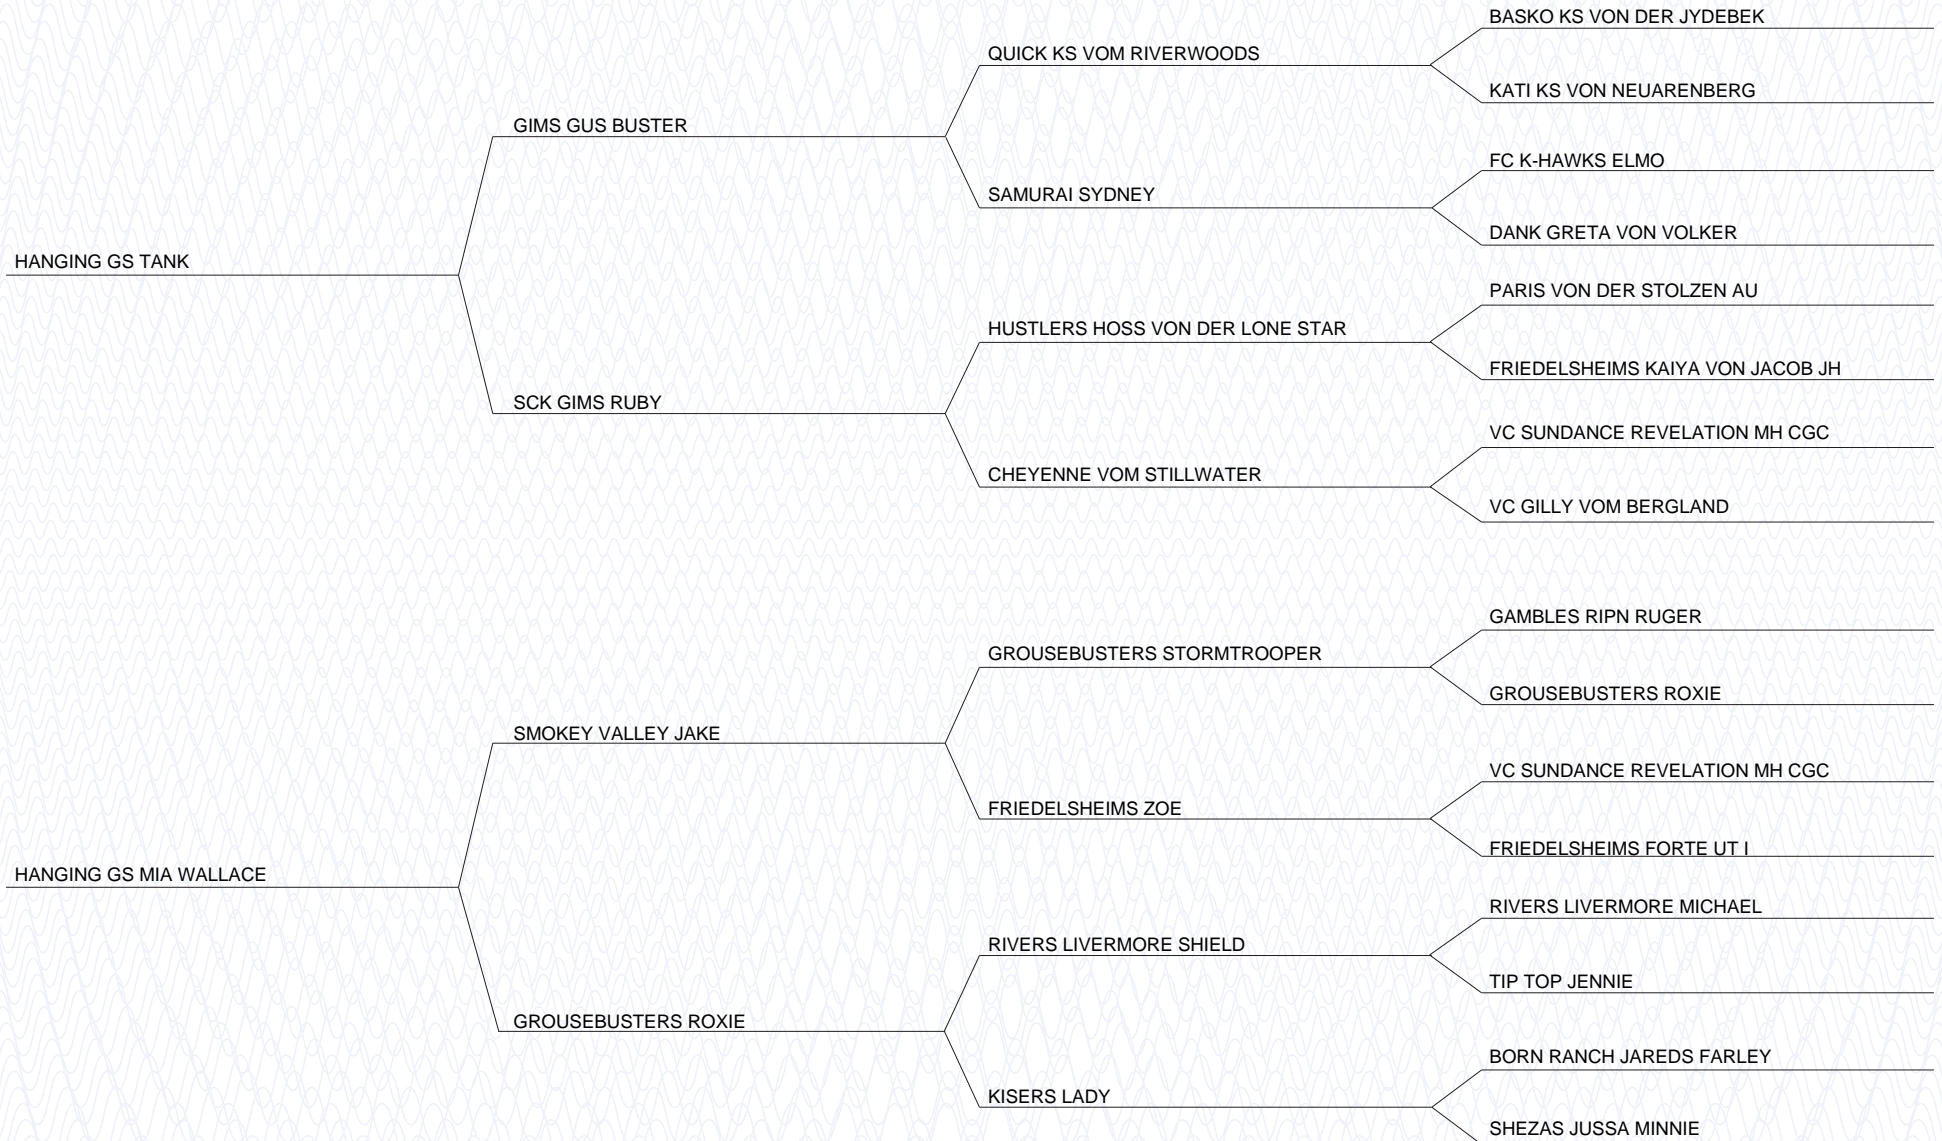 HANGING GS TANK
GIMS GUS BUSTER
QUICK KS VOM RIVERWOODS
BASKO KS VON DER JYDEBEK
KATI KS VON NEUARENBERG
SAMURAI SYDNEY
FC K-HAWKS ELMO
DANK GRETA VON VOLKER
SCK GIMS RUBY
HUSTLERS HOSS VON DER LONE STAR
PARIS VON DER STOLZEN AU
FRIEDELSHEIMS KAIYA VON JACOB JH
CHEYENNE VOM STILLWATER
VC SUNDANCE REVELATION MH CGC
VC GILLY VOM BERGLAND
HANGING GS MIA WALLACE
SMOKEY VALLEY JAKE
GROUSEBUSTERS STORMTROOPER
GAMBLES RIPN RUGER
GROUSEBUSTERS ROXIE
FRIEDELSHEIMS ZOE
VC SUNDANCE REVELATION MH CGC
FRIEDELSHEIMS FORTE UT I
GROUSEBUSTERS ROXIE
RIVERS LIVERMORE SHIELD
RIVERS LIVERMORE MICHAEL
TIP TOP JENNIE
KISERS LADY
BORN RANCH JAREDS FARLEY
SHEZAS JUSSA MINNIE